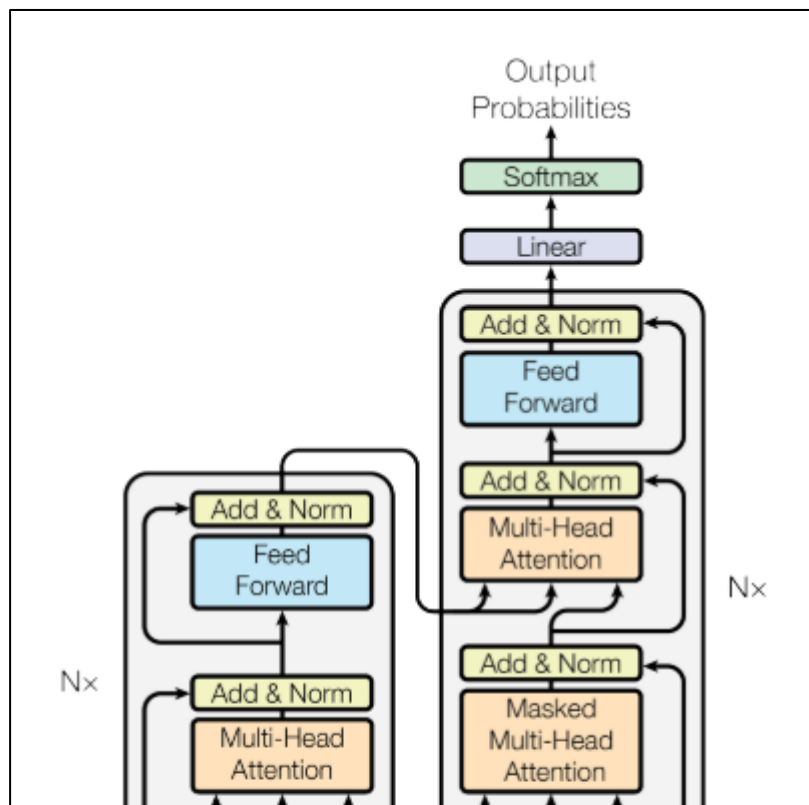 Output
Probabilities
Softmax
Linear
Add & Norm
Feed
Forward
Add & Norm
Multi-Head
Attention
Add & Norm
Masked
Multi-Head
Attention
N×
Add & Norm
Feed
Forward
Add & Norm
Multi-Head
Attention
N×